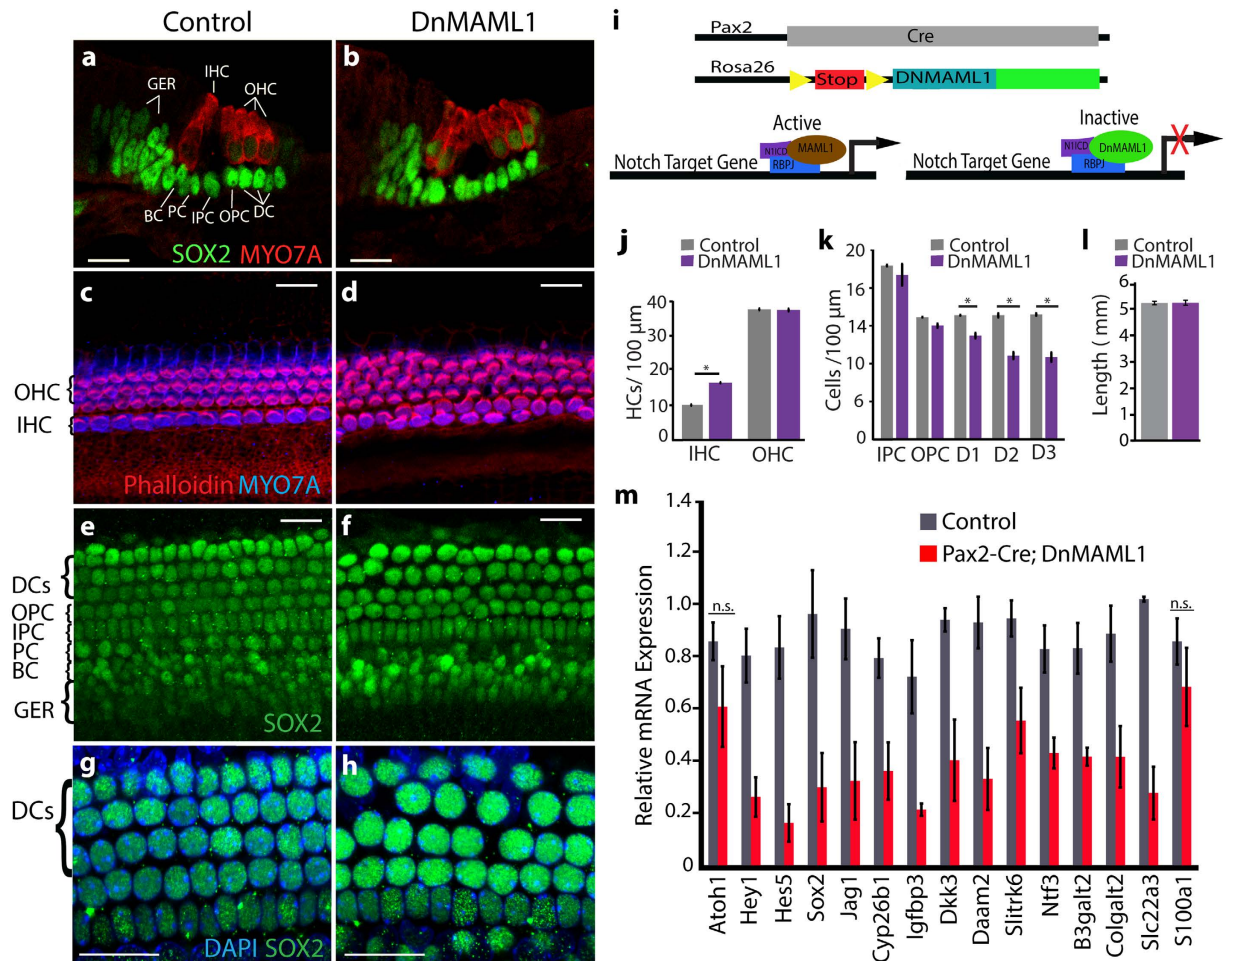 Control
DnMAML1
a
GER
IHC
OHC
BC PC IPC OPC DC
SOX2 MYO7A
b
c
OHC
IHC
Phalloidin MYO7A
d
e
DCs
OPC
IPC
PC
BC
GER
SOX2
f
g
DCs
DAPI SOX2
h
i
Pax2
Cre
Rosa26
Stop
DNMAML1
Active
N1ICD
MAML1
RBPJ
Notch Target Gene
Inactive
N1ICD
DnMAML1
RBPJ
X
Notch Target Gene
j
Control
DnMAML1
HCs/ 100 µm
40
30
20
10
0
*
IHC
OHC
k
Control
DnMAML1
Cells /100 µm
20
16
14
10
6
0
* * *
IPC OPC D1 D2 D3
l
Control
DnMAML1
Length (mm)
6
5
4
3
2
1
0
m
Control
Pax2-Cre; DnMAML1
Relative mRNA Expression
1.4
1.2
1.0
0.8
0.6
0.4
0.2
0
n.s.
n.s.
Atoh1
Hey1
Hes5
Sox2
Jag1
Cyp26b1
Igfbp3
Dkk3
Daam2
Slitrk6
Ntf3
B3galt2
Colgalt2
Slc22a3
S100a1